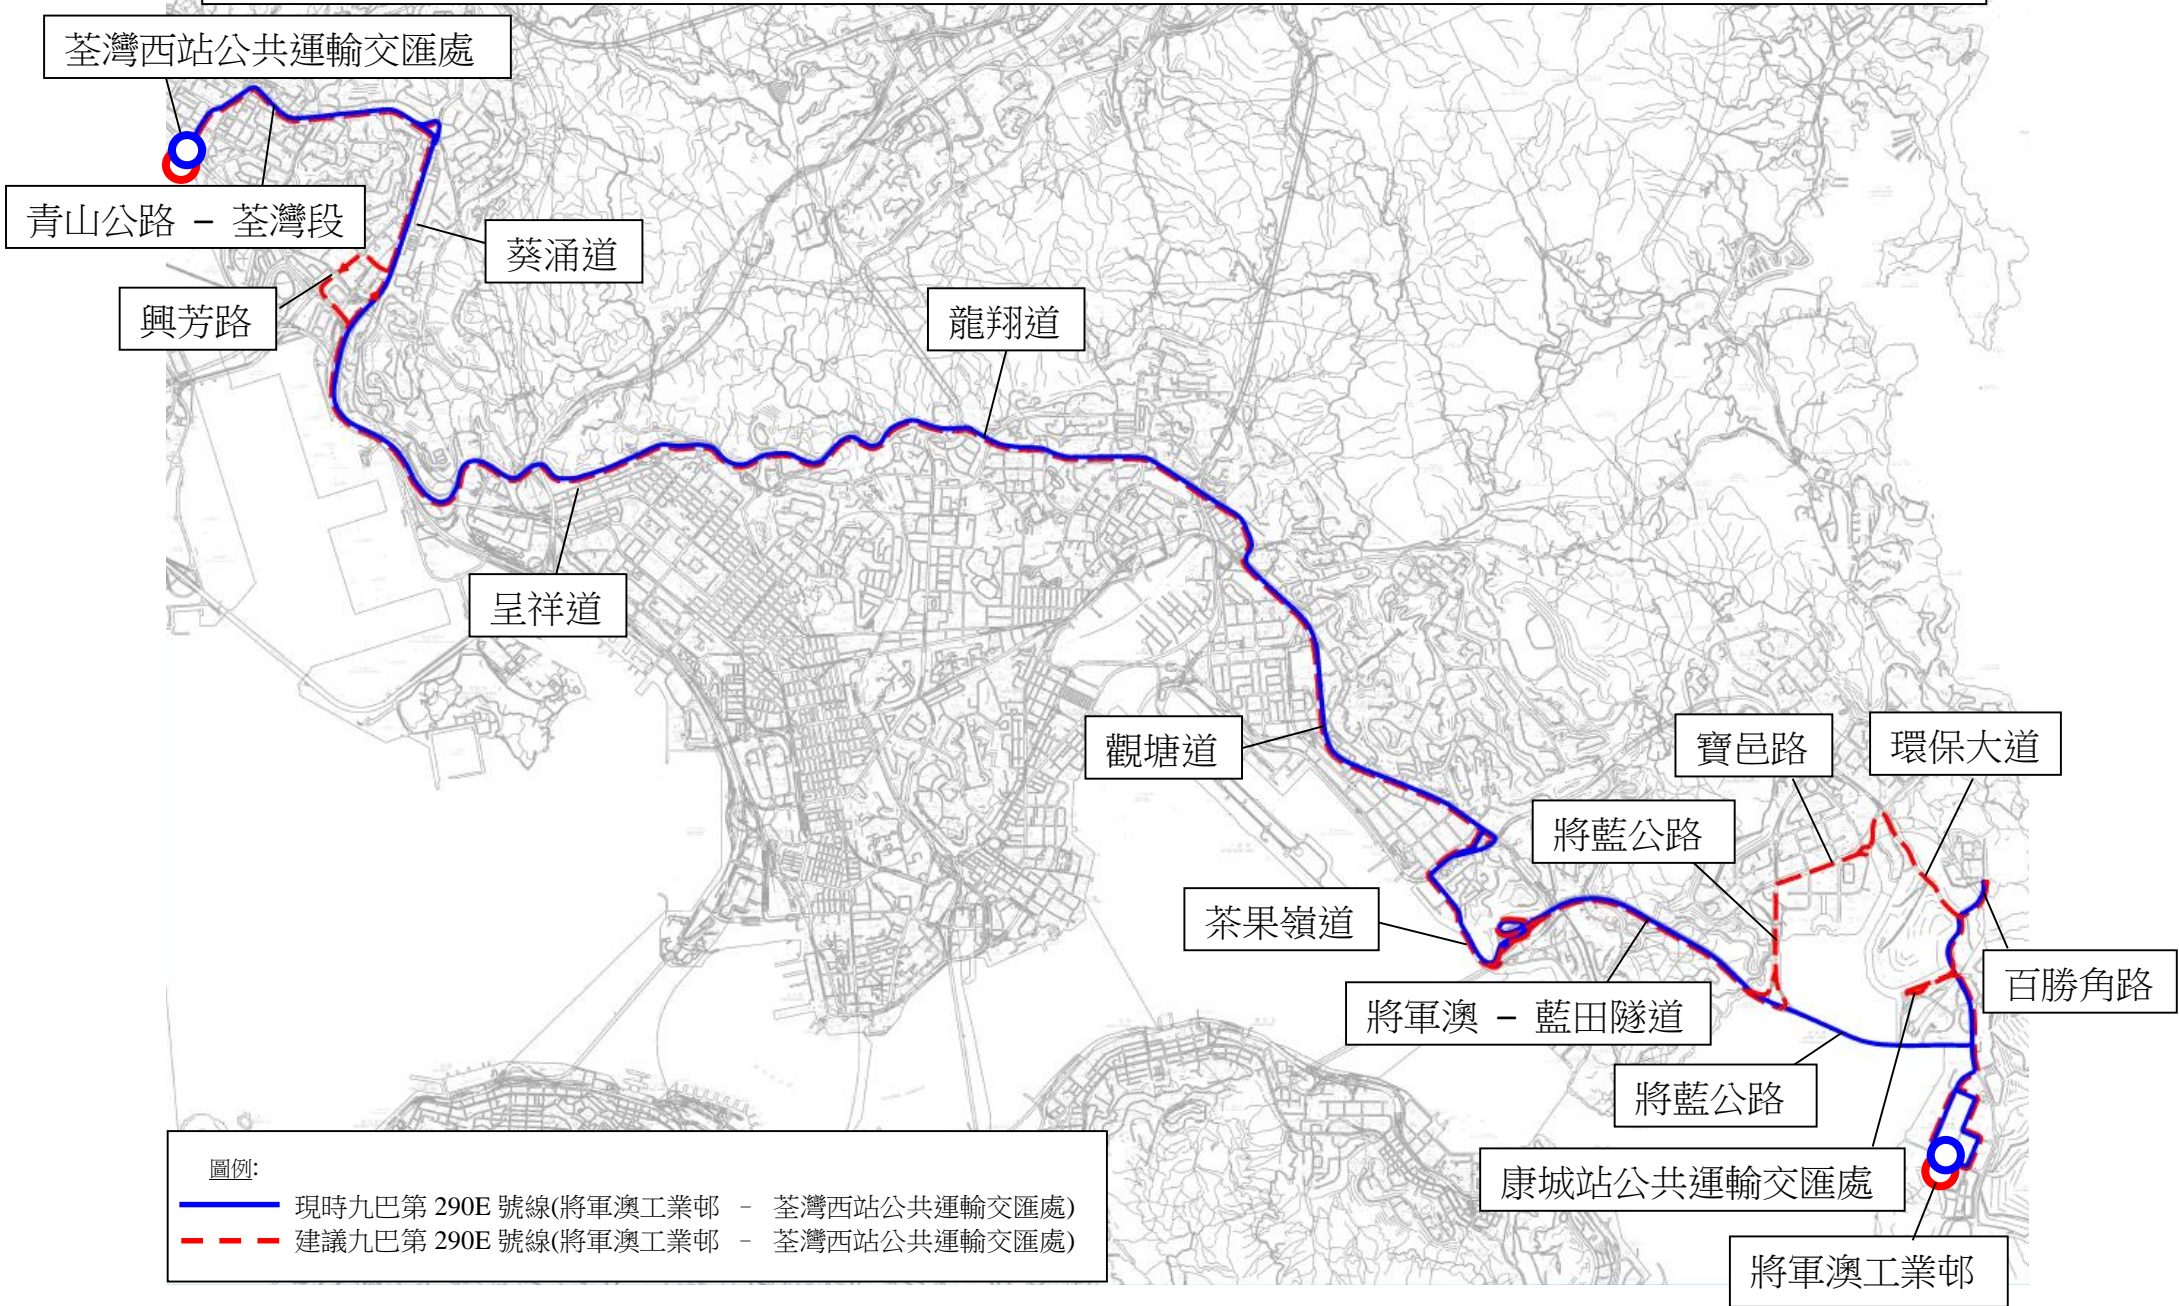 荃灣西站公共運輸交匯處
青山公路 – 荃灣段
葵涌道
興芳路
龍翔道
呈祥道
觀塘道
寶邑路
環保大道
將藍公路
茶果嶺道
百勝角路
將軍澳 – 藍田隧道
將藍公路
康城站公共運輸交匯處
將軍澳工業邨
圖例:
現時九巴第 290E 號線(將軍澳工業邨 - 荃灣西站公共運輸交匯處)
建議九巴第 290E 號線(將軍澳工業邨 - 荃灣西站公共運輸交匯處)